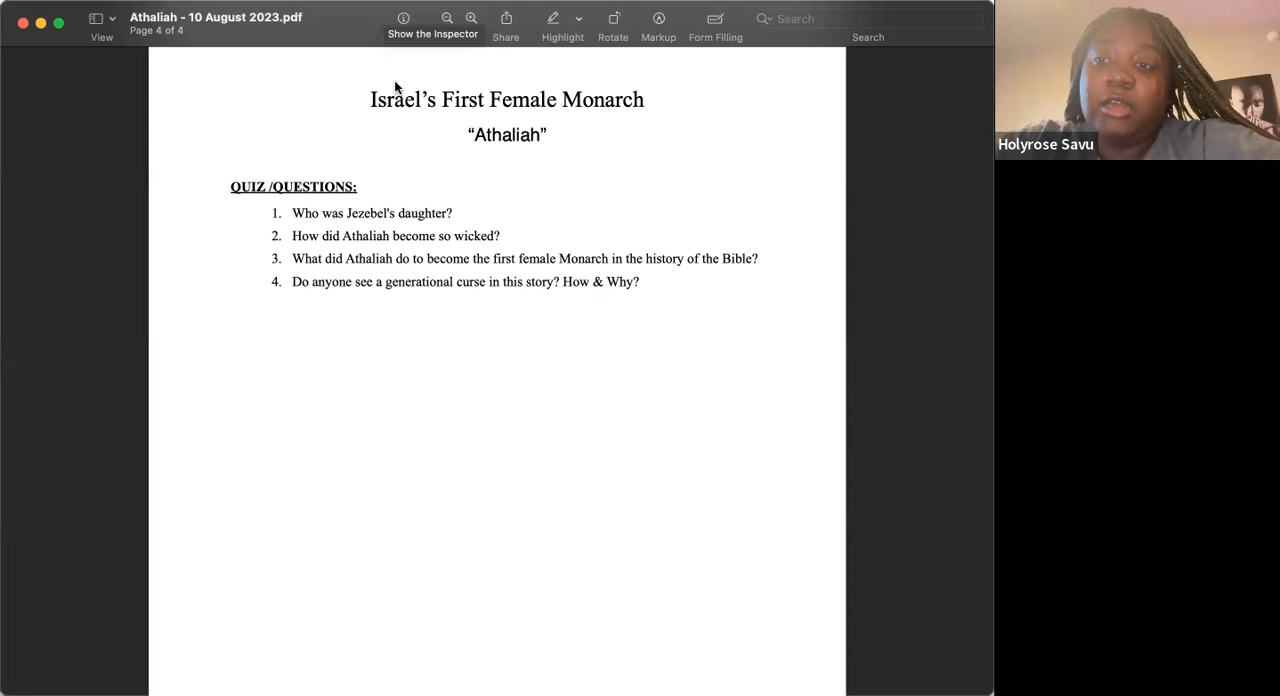 Athaliah - 10 August 2023.pdf
Page 4 of 4
View
Show the Inspector
Share
Highlight
Rotate
Markup
Form Filling
Search
Search
Holyrose Savu
Israel's First Female Monarch
“Athaliah”
QUIZ /QUESTIONS:
1. Who was Jezebel's daughter?
2. How did Athaliah become so wicked?
3. What did Athaliah do to become the first female Monarch in the history of the Bible?
4. Do anyone see a generational curse in this story? How & Why?